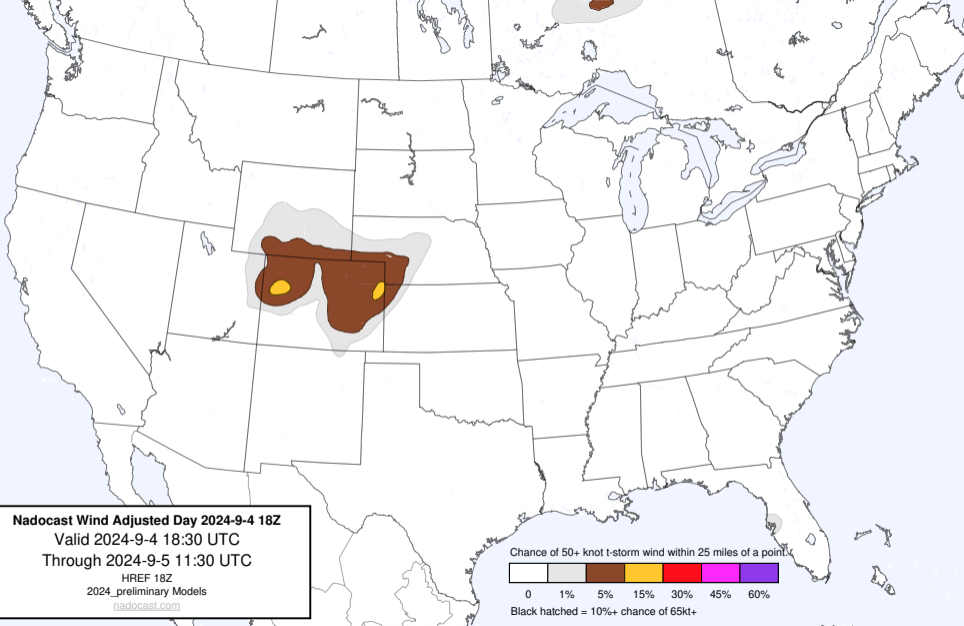 Nadocast Wind Adjusted Day 2024-9-4 18Z
Valid 2024-9-4 18:30 UTC
Through 2024-9-5 11:30 UTC
HREF 18Z
2024_preliminary Models
nadocast.com
Chance of 50+ knot t-storm wind within 25 miles of a point.
0 1% 5% 15% 30% 45% 60%
Black hatched = 10%+ chance of 65kt+